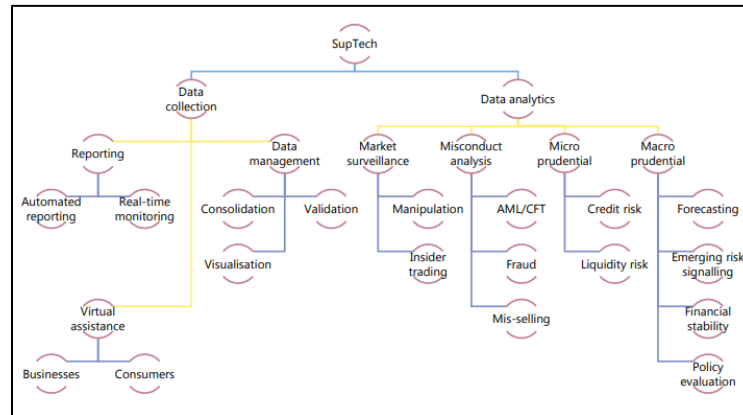 SupTech
Data
collection
Data analytics
Reporting
Data
management
Market
surveillance
Misconduct
analysis
Micro
prudential
Macro
prudential
Automated
reporting
Real-time
monitoring
Consolidation
Validation
Manipulation
AML/CFT
Credit risk
Forecasting
Visualisation
Insider
trading
Fraud
Liquidity risk
Emerging risk
signalling
Virtual
assistance
Mis-selling
Financial
stability
Businesses
Consumers
Policy
evaluation